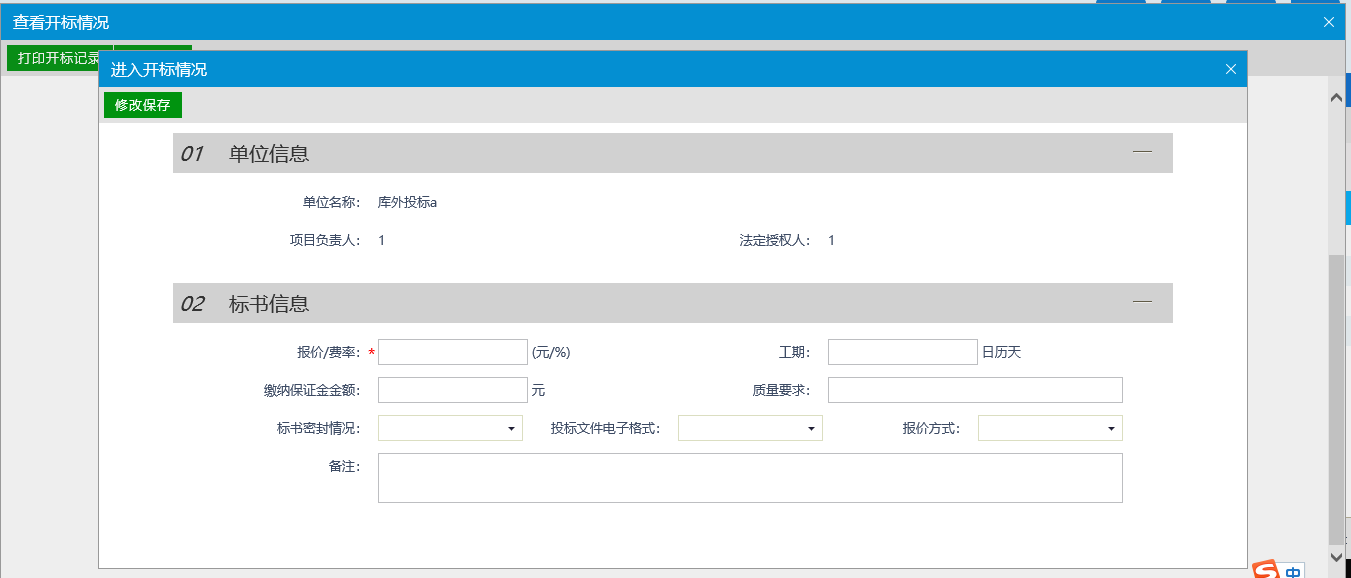 查看开标情况
打印开标记录
进入开标情况
修改保存
01 单位信息
单位名称： 库外投标a
项目负责人： 1 法定授权人： 1
02 标书信息
报价/费率： * (元/%) 工期： 日历天
缴纳保证金金额： 元 质量要求：
标书密封情况： 投标文件电子格式： 报价方式：
备注：
S 中